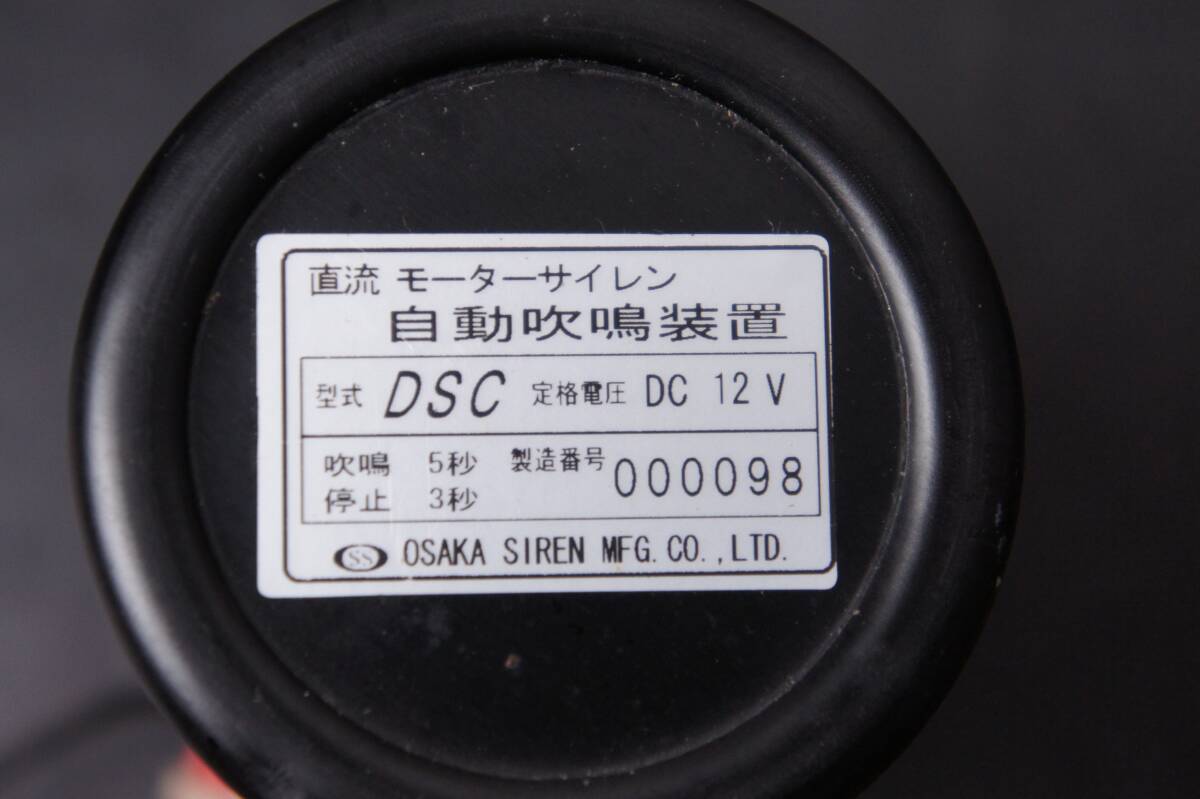 直流 モーターサイレン
自動吹鳴装置
型式 DSC 定格電圧 DC 12 V
吹鳴 5秒 製造番号 000098
停止 3秒
SS OSAKA SIREN MFG. CO., LTD.